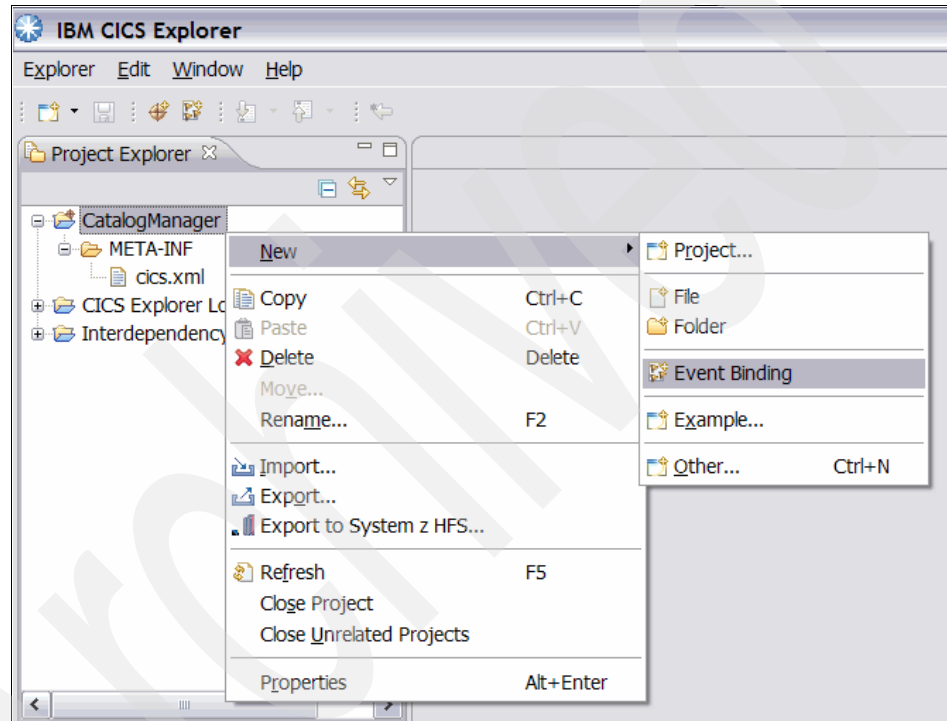 IBM CICS Explorer
Explorer Edit Window Help
Project Explorer
CatalogManager
META-INF
cics.xml
CICS Explorer Lo
Interdependency
New
Copy Ctrl+C
Paste Ctrl+V
Delete Delete
Move...
Rename... F2
Import...
Export...
Export to System z HFS...
Refresh F5
Close Project
Close Unrelated Projects
Properties Alt+Enter
Project...
File
Folder
Event Binding
Example...
Other... Ctrl+N